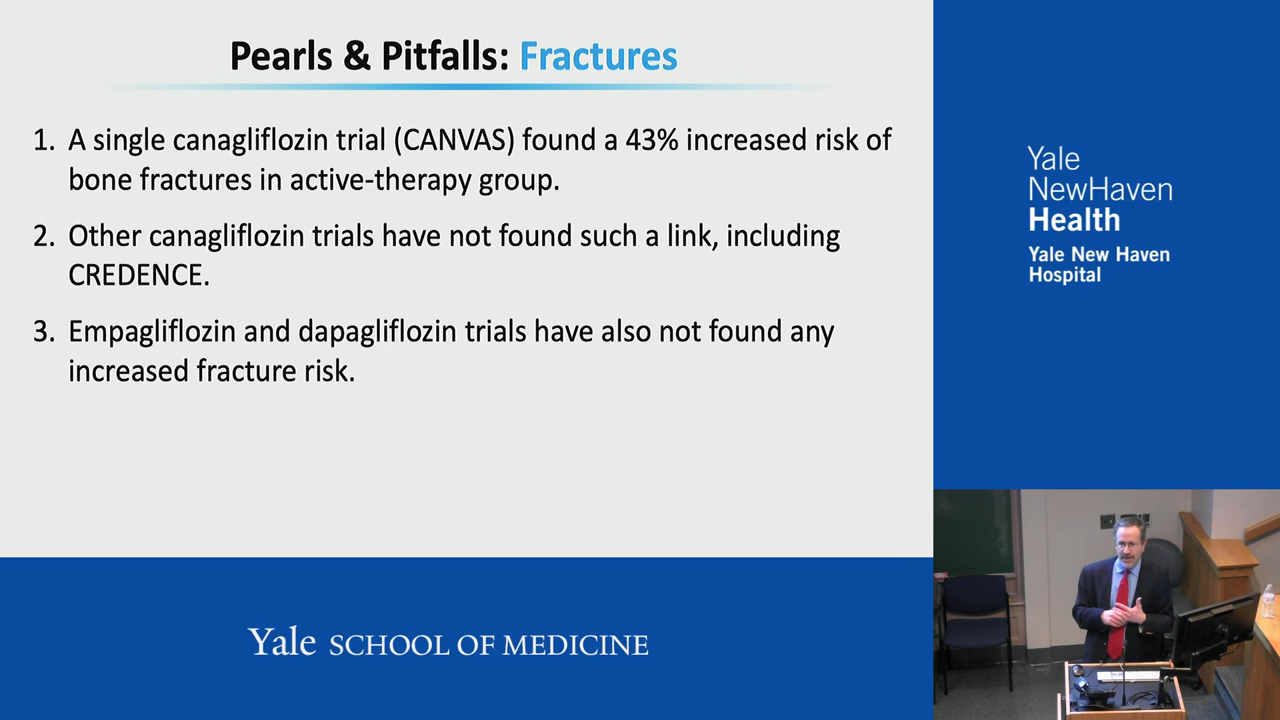 Pearls & Pitfalls: Fractures
1. A single canagliflozin trial (CANVAS) found a 43% increased risk of
bone fractures in active-therapy group.
2. Other canagliflozin trials have not found such a link, including
CREDENCE.
3. Empagliflozin and dapagliflozin trials have also not found any
increased fracture risk.
Yale SCHOOL OF MEDICINE
Yale
NewHaven
Health
Yale New Haven
Hospital